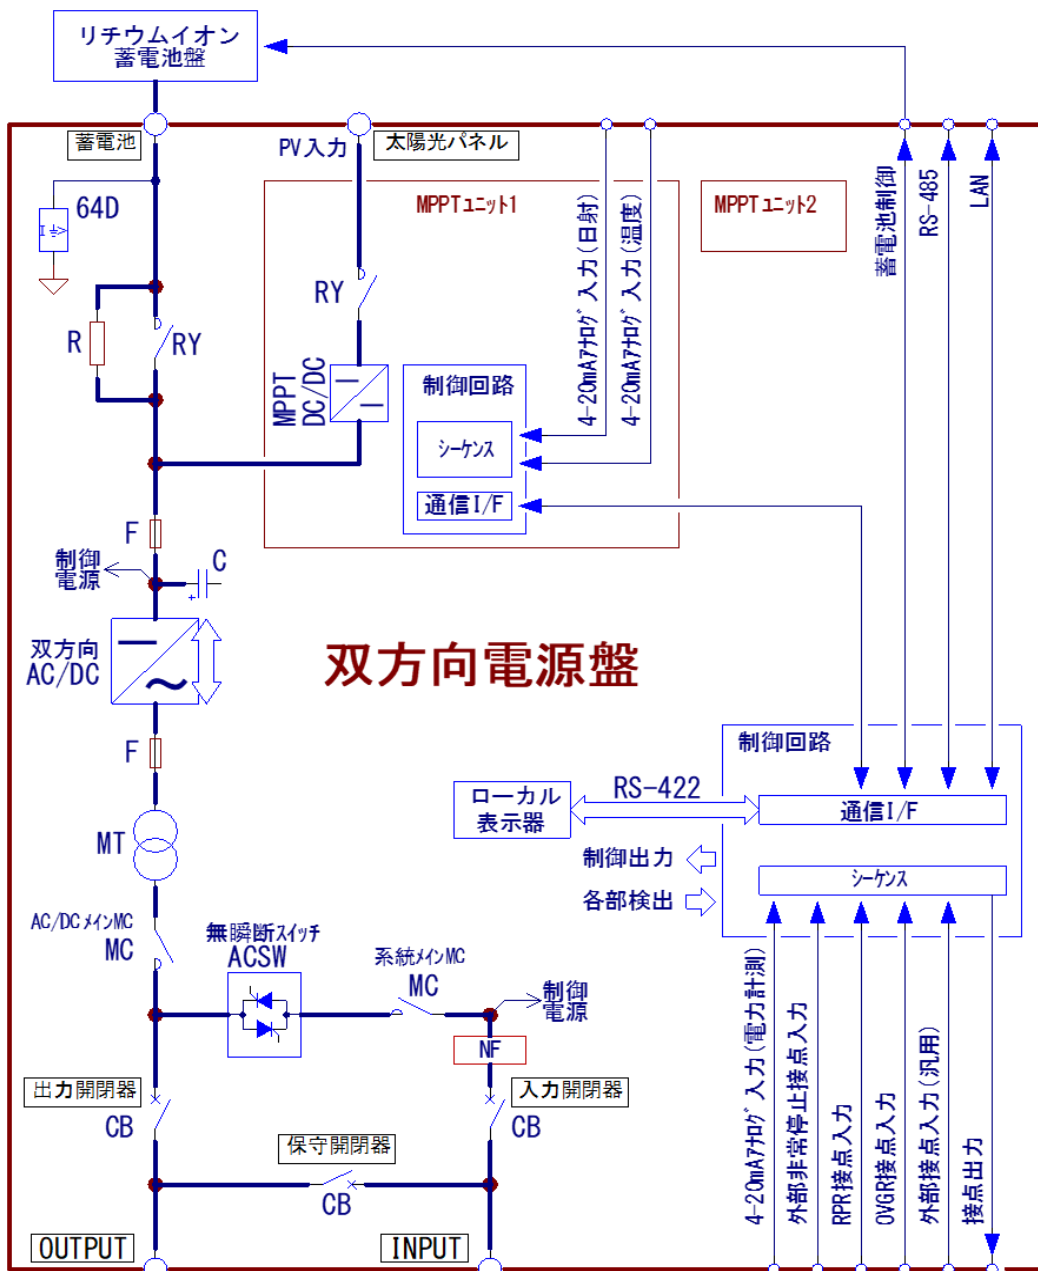 リチウムイオン
蓄電池盤
蓄電池
PV入力
太陽光パネル
64D
MPPTユニット1
MPPTユニット2
4-20mAアナログ入力(日射)
4-20mAアナログ入力(温度)
蓄電池制御
RS-485
LAN
R
RY
RY
MPPT
DC/DC
制御回路
シーケンス
通信I/F
F
制御
電源
C
双方向
AC/DC
双方向電源盤
F
制御回路
RS-422
ローカル
表示器
通信I/F
MT
制御出力
シーケンス
各部検出
AC/DCメインMC
MC
無瞬断スイッチ
ACSW
系統メインMC
MC
制御
電源
NF
出力開閉器
入力開閉器
CB
CB
保守開閉器
CB
4-20mAアナログ入力(電力計測)
外部非常停止接点入力
RPR接点入力
OVGR接点入力
外部接点入力(汎用)
接点出力
OUTPUT
INPUT